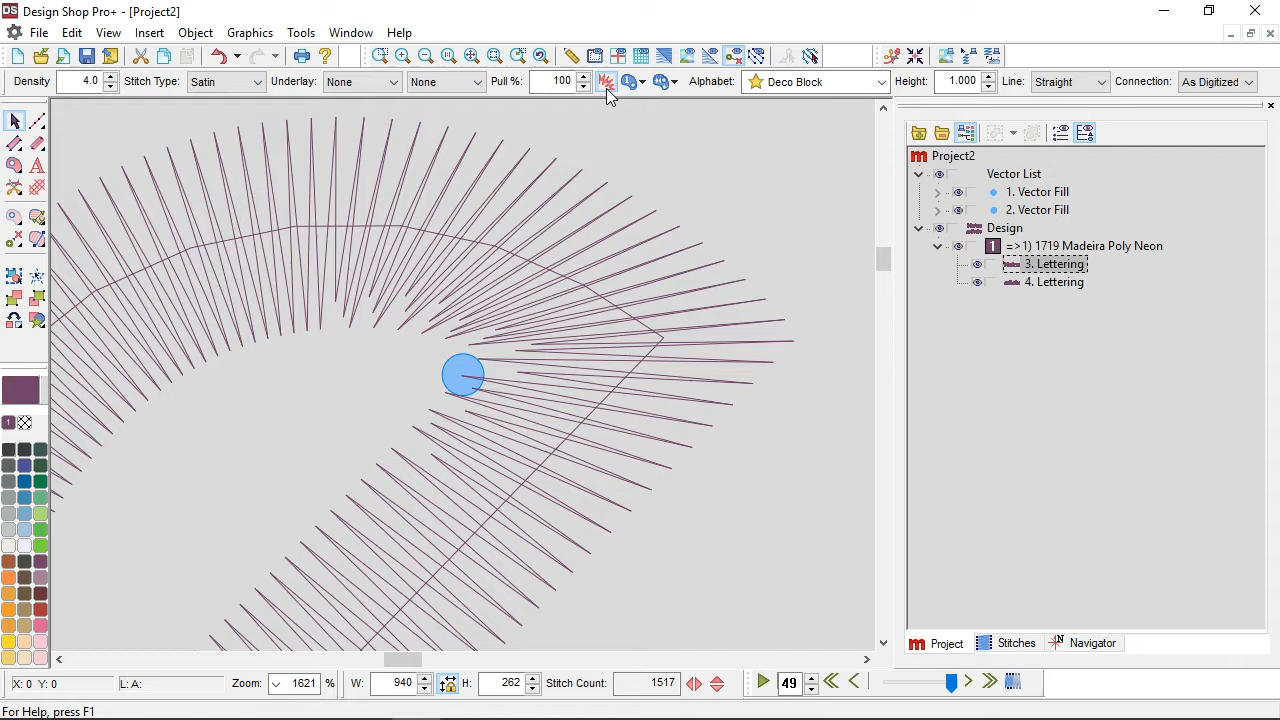 DS Design Shop Pro+ - [Project2]
File Edit View Insert Object Graphics Tools Window Help
Density 4.0 Stitch Type: Satin Underlay: None None Pull %: 100 Alphabet: Deco Block Height: 1.000 Line: Straight Connection: As Digitized
Project2
Vector List
1. Vector Fill
2. Vector Fill
Design
1 =>1) 1719 Madeira Poly Neon
3. Lettering
4. Lettering
1
Project Stitches Navigator
X: 0 Y: 0 L: A: Zoom: 1621 % W: 940 H: 262 Stitch Count: 1517 49
For Help, press F1